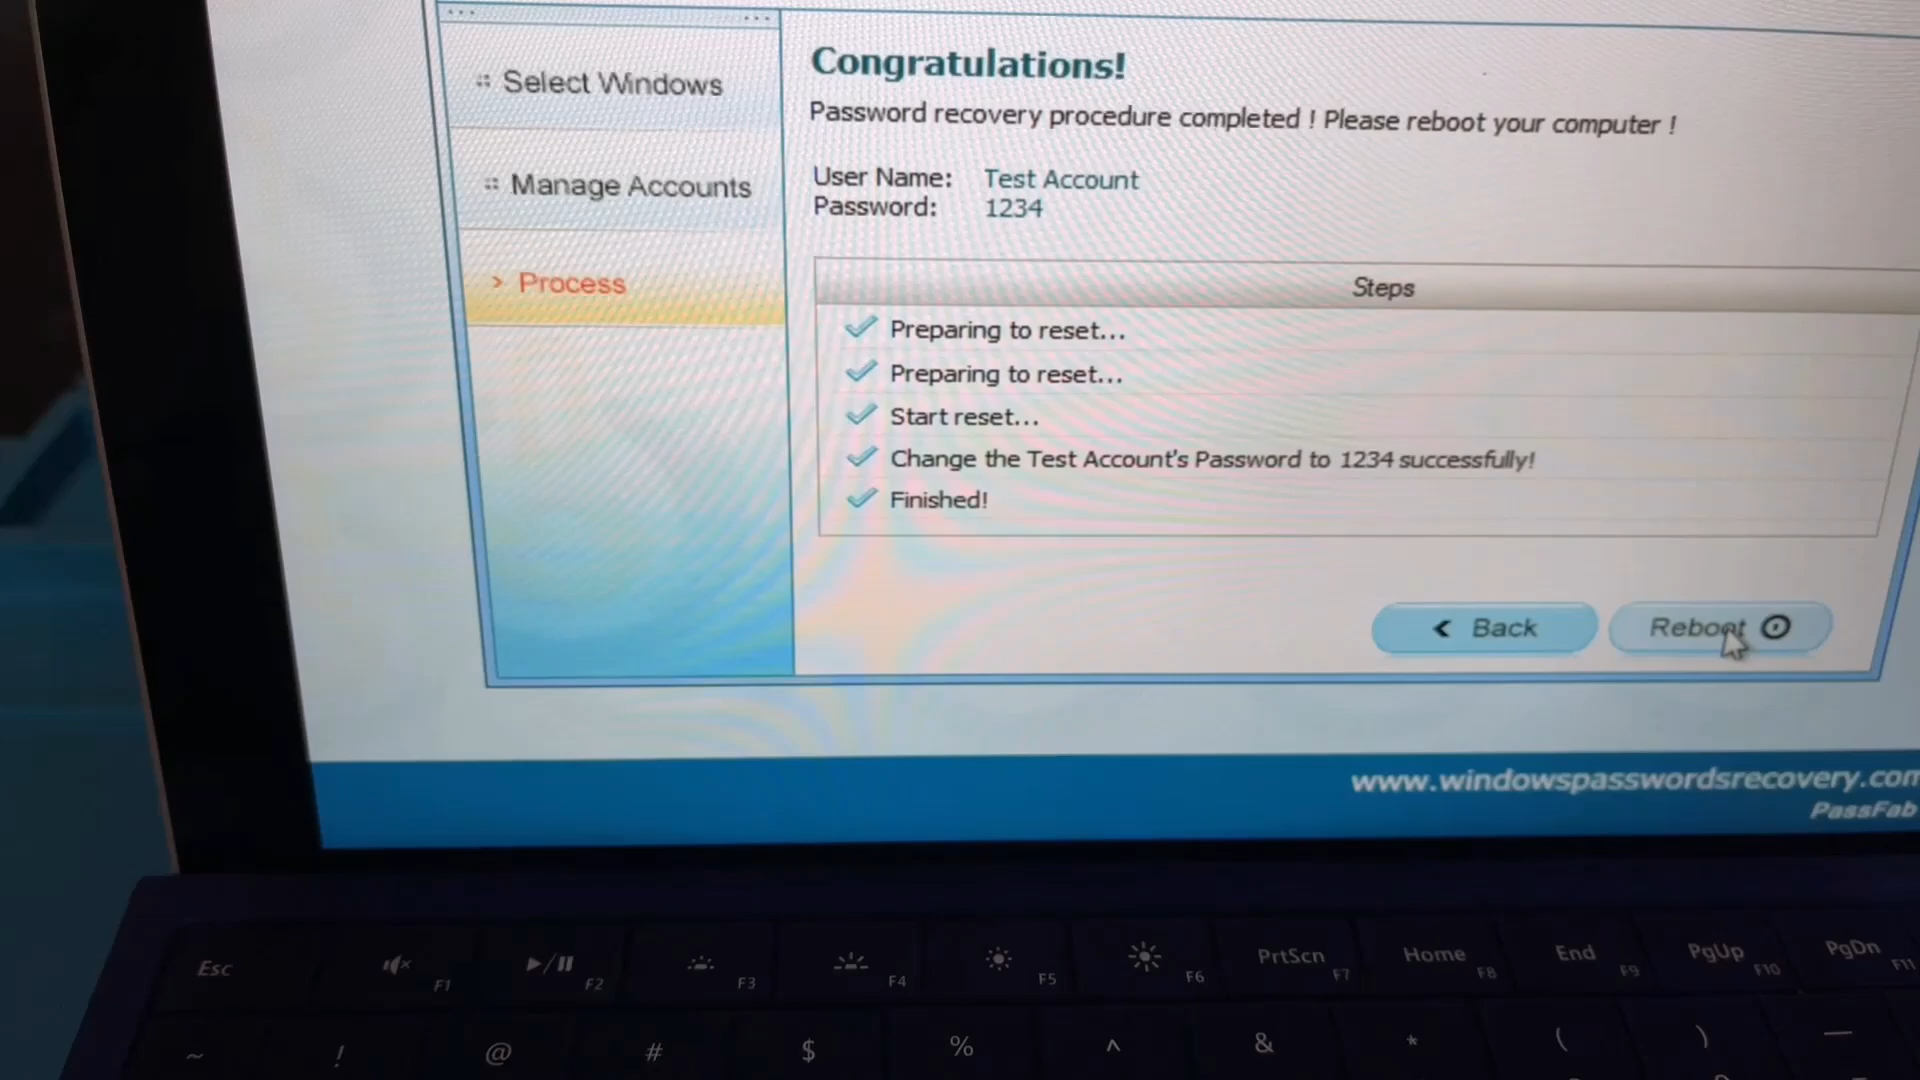 Select Windows
Manage Accounts
> Process
Congratulations!
Password recovery procedure completed ! Please reboot your computer !
User Name: Test Account
Password: 1234
Steps
Preparing to reset...
Preparing to reset...
Start reset...
Change the Test Account's Password to 1234 successfully!
Finished!
< Back
Reboot
www.windowspasswordsrecovery.com
PassFab
Esc F1 F2 F3 F4 F5 F6 PrtScn F7 Home F8 End F9 PgUp F10 PgDn F11
~ ! @ # $ % ^ & * ( ) —